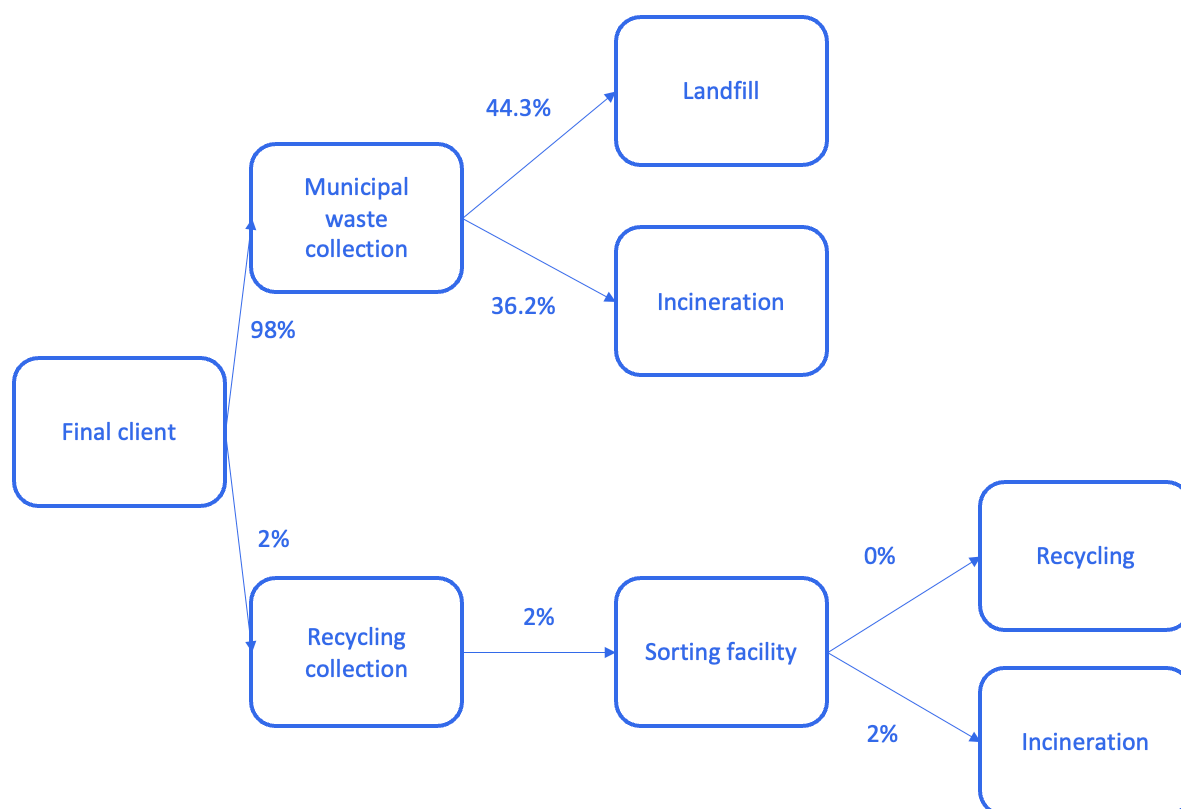 Landfill
44.3%
Municipal
waste
collection
Incineration
36.2%
98%
Final client
2%
Recycling
collection
2%
Sorting facility
0%
Recycling
2%
Incineration